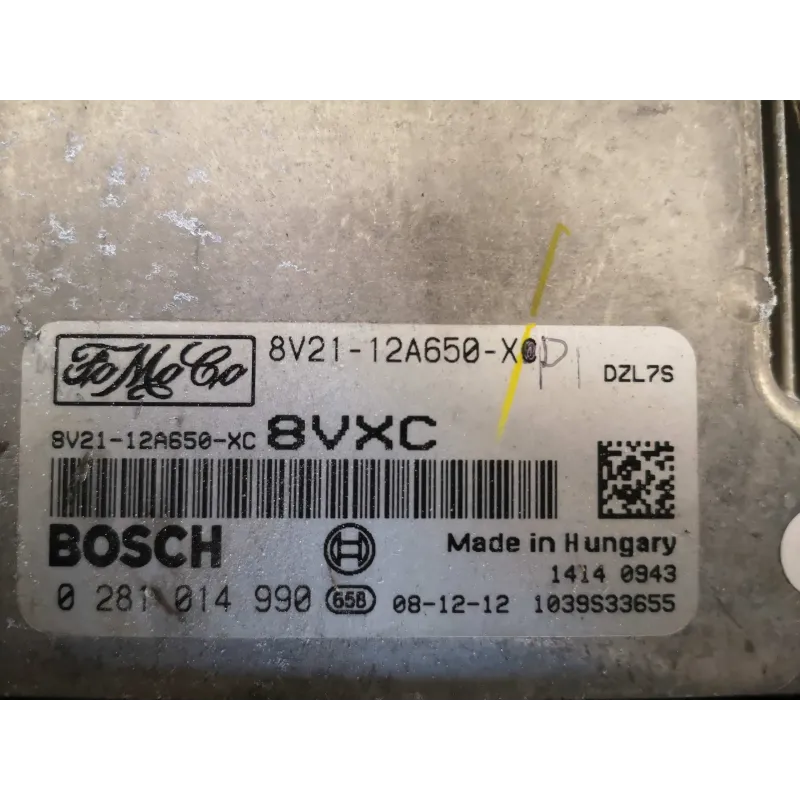 FoMoCo
8V21-12A650-XC
DZL7S
8V21-12A650-XC 8VXC
BOSCH
Made in Hungary
1414 0943
0 281 014 990 658 08-12-12 1039S33655